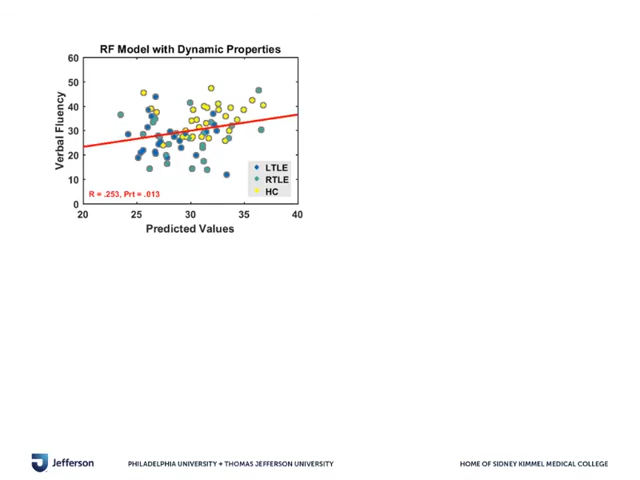 RF Model with Dynamic Properties
60
50
40
30
20
10
0
Verbal Fluency
LTLE
RTLE
HC
R = .253, Prt = .013
20 25 30 35 40
Predicted Values
Jefferson
PHILADELPHIA UNIVERSITY + THOMAS JEFFERSON UNIVERSITY
HOME OF SIDNEY KIMMEL MEDICAL COLLEGE